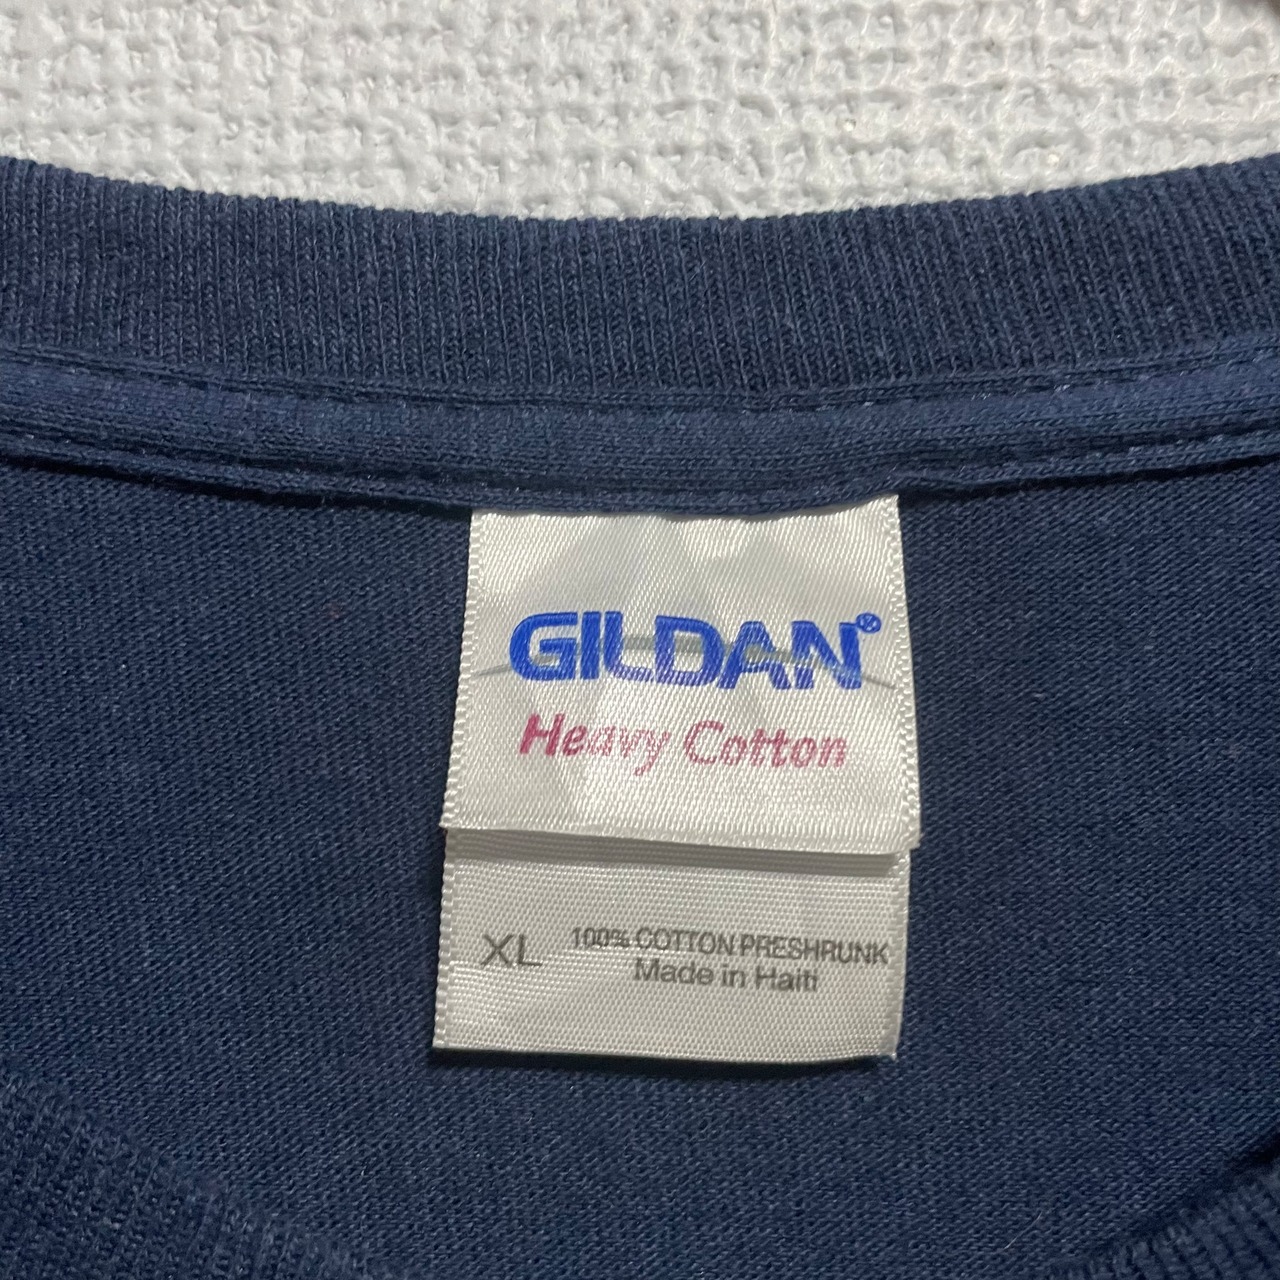 GILDAN®
Heavy Cotton
XL 100% COTTON PRESHRUNK
Made in Haiti